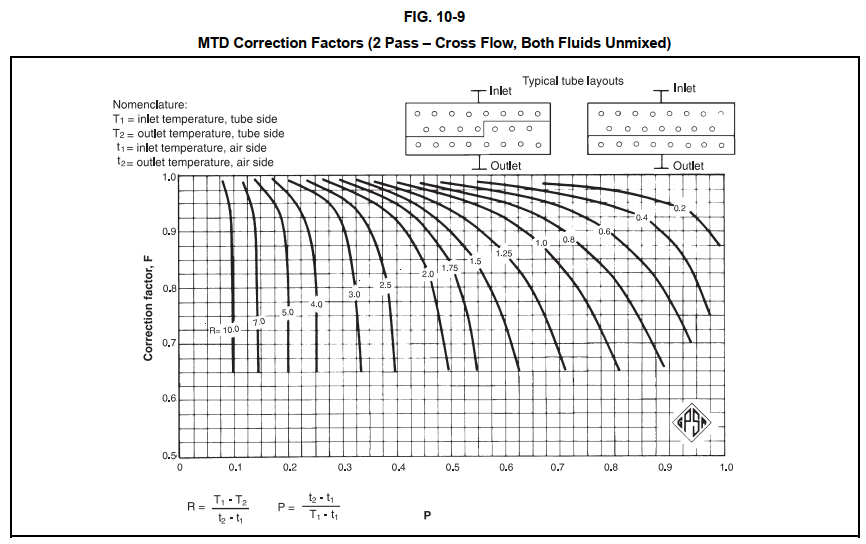 FIG. 10-9
MTD Correction Factors (2 Pass – Cross Flow, Both Fluids Unmixed)
Typical tube layouts
Inlet
Inlet
Outlet
Outlet
Nomenclature:
T1 = inlet temperature, tube side
T2 = outlet temperature, tube side
t1 = inlet temperature, air side
t2 = outlet temperature, air side
Correction factor, F
1.0
0.9
0.8
0.7
0.6
0.5
R= 10.0
7.0
5.0
4.0
3.0
2.5
2.0
1.75
1.5
1.25
1.0
0.8
0.6
0.4
0.2
GPSA
0
0.1
0.2
0.3
0.4
0.5
0.6
0.7
0.8
0.9
1.0
R = T1 - T2 / t2 - t1
P = t2 - t1 / T1 - t1
P